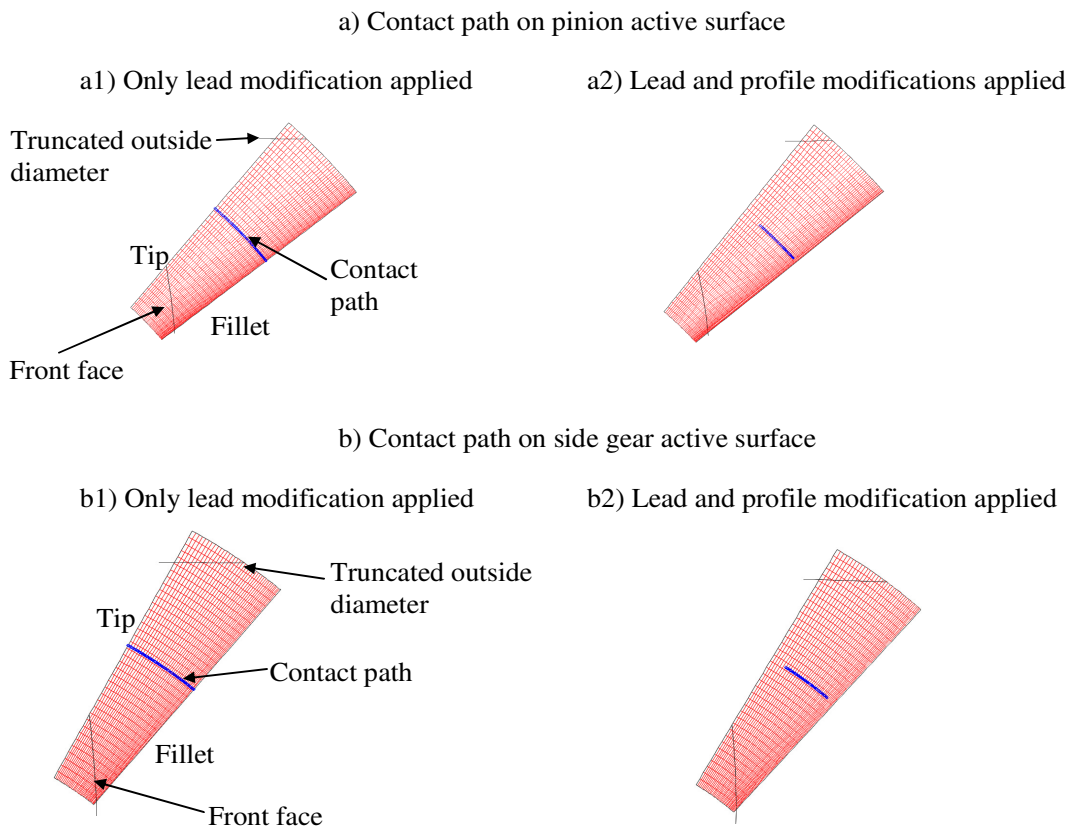 a) Contact path on pinion active surface
a1) Only lead modification applied
a2) Lead and profile modifications applied
Truncated outside
diameter
Tip
Contact
path
Fillet
Front face
b) Contact path on side gear active surface
b1) Only lead modification applied
b2) Lead and profile modification applied
Truncated outside
diameter
Tip
Contact path
Fillet
Front face